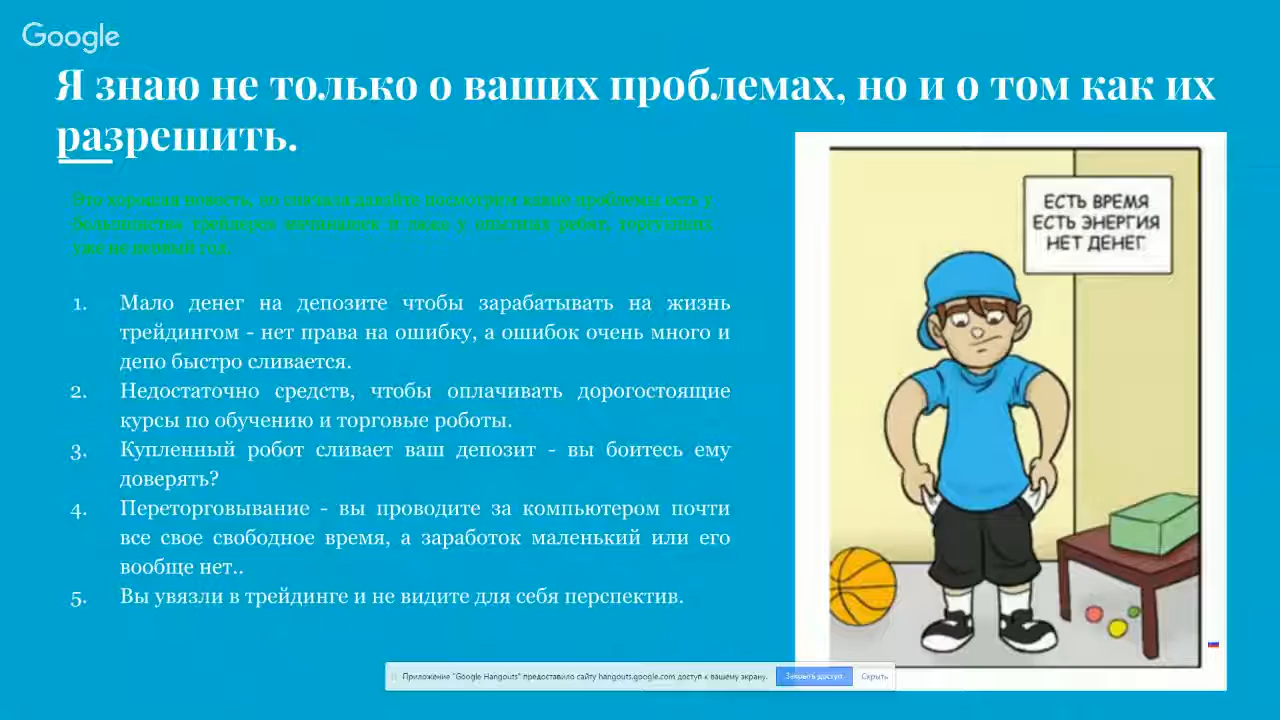 Google
Я знаю не только о ваших проблемах, но и о том как их
разрешить.
Это хорошая новость, но сначала давайте посмотрим какие проблемы есть у
большинства трейдеров начинающих и даже у опытных ребят, торгующих
уже не первый год.
1. Мало денег на депозите чтобы зарабатывать на жизнь
трейдингом - нет права на ошибку, а ошибок очень много и
депо быстро сливается.
2. Недостаточно средств, чтобы оплачивать дорогостоящие
курсы по обучению и торговые роботы.
3. Купленный робот сливает ваш депозит - вы боитесь ему
доверять?
4. Переторговывание - вы проводите за компьютером почти
все свое свободное время, а заработок маленький или его
вообще нет..
5. Вы увязли в трейдинге и не видите для себя перспектив.
ЕСТЬ ВРЕМЯ
ЕСТЬ ЭНЕРГИЯ
НЕТ ДЕНЕГ
Приложение "Google Hangouts" предоставило сайту hangouts.google.com доступ к вашему экрану.
Закрыть доступ
Скрыть